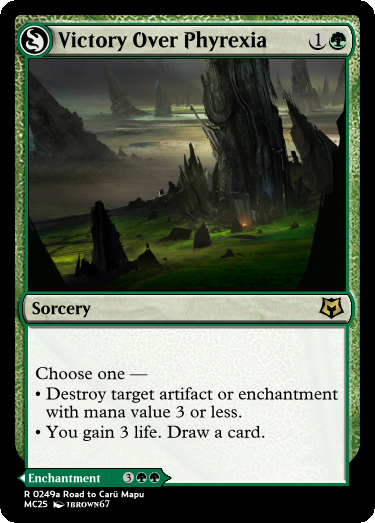 Victory Over Phyrexia 1
Sorcery
Choose one —
• Destroy target artifact or enchantment
with mana value 3 or less.
• You gain 3 life. Draw a card.
Enchantment 3
R 0249a Road to Carü Mapu
MC25 JBROWN67